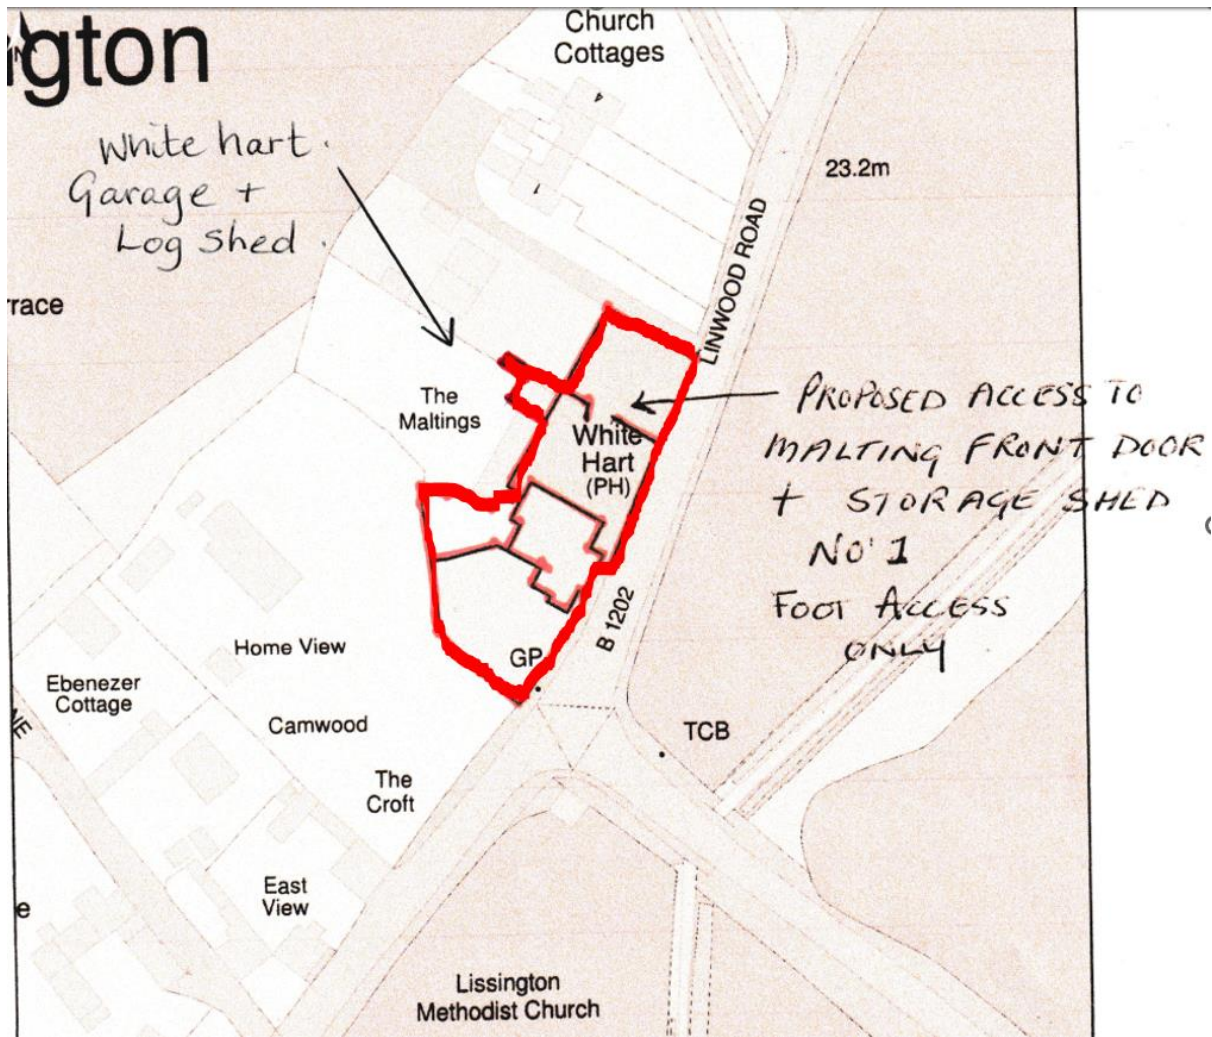 Church
Cottages
gton
White hart.
Garage +
Log Shed.
23.2m
LINWOOD ROAD
rrace
The
Maltings
White
Hart
(PH)
PROPOSED ACCESS TO
MALTING FRONT DOOR
+ STORAGE SHED
NO 1
FOOT ACCESS
ONLY
B 1202
GP
Home View
Ebenezer
Cottage
NE
Camwood
TCB
The
Croft
East
View
e
Lissington
Methodist Church